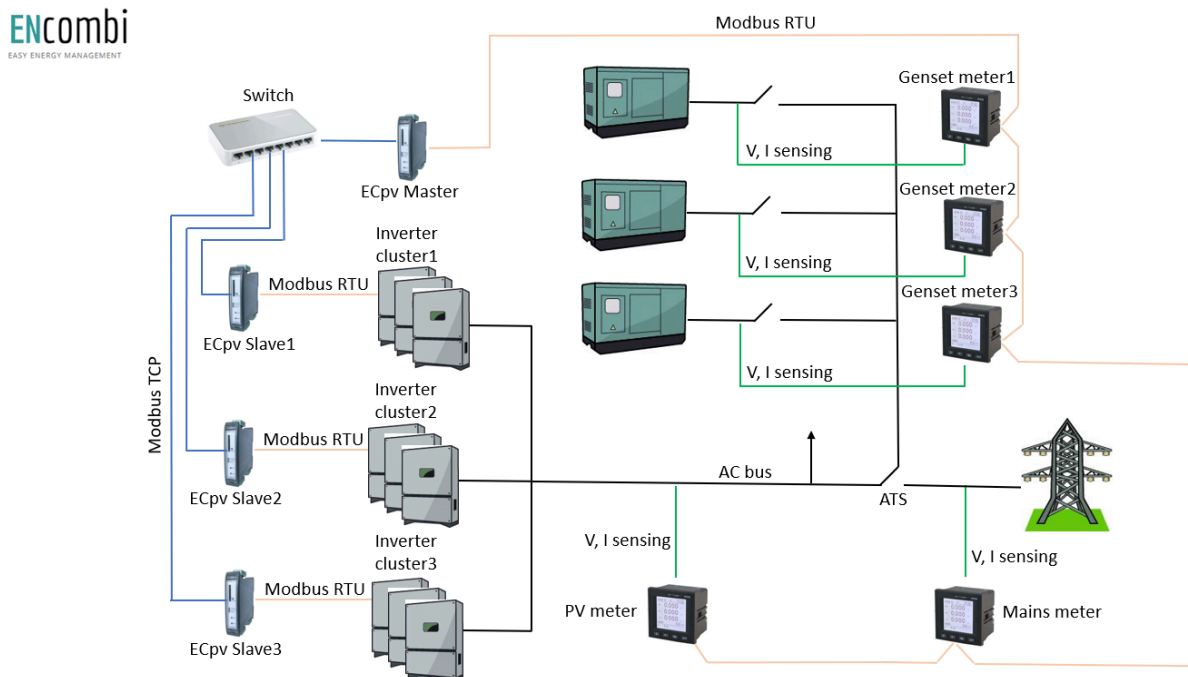 ENcombi
EASY ENERGY MANAGEMENT
Modbus RTU
Switch
ECpv Master
Genset meter1
V, I sensing
Genset meter2
V, I sensing
Genset meter3
V, I sensing
Inverter
cluster1
Modbus RTU
ECpv Slave1
Modbus TCP
Inverter
cluster2
Modbus RTU
ECpv Slave2
AC bus
ATS
Inverter
cluster3
Modbus RTU
ECpv Slave3
V, I sensing
PV meter
V, I sensing
Mains meter